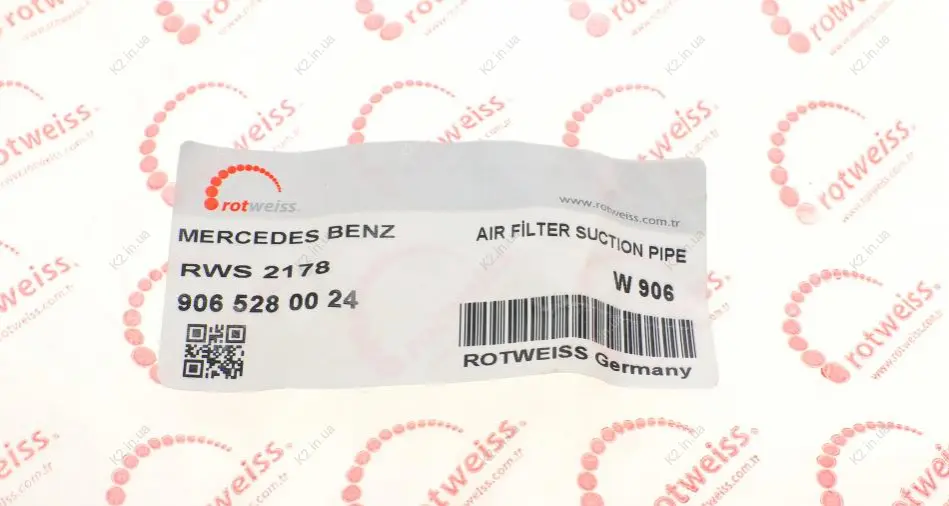 rotweiss
www.rotweiss.com.tr
MERCEDES BENZ
AIR FİLTER SUCTION PIPE
RWS 2178
W 906
906 528 00 24
ROTWEISS Germany